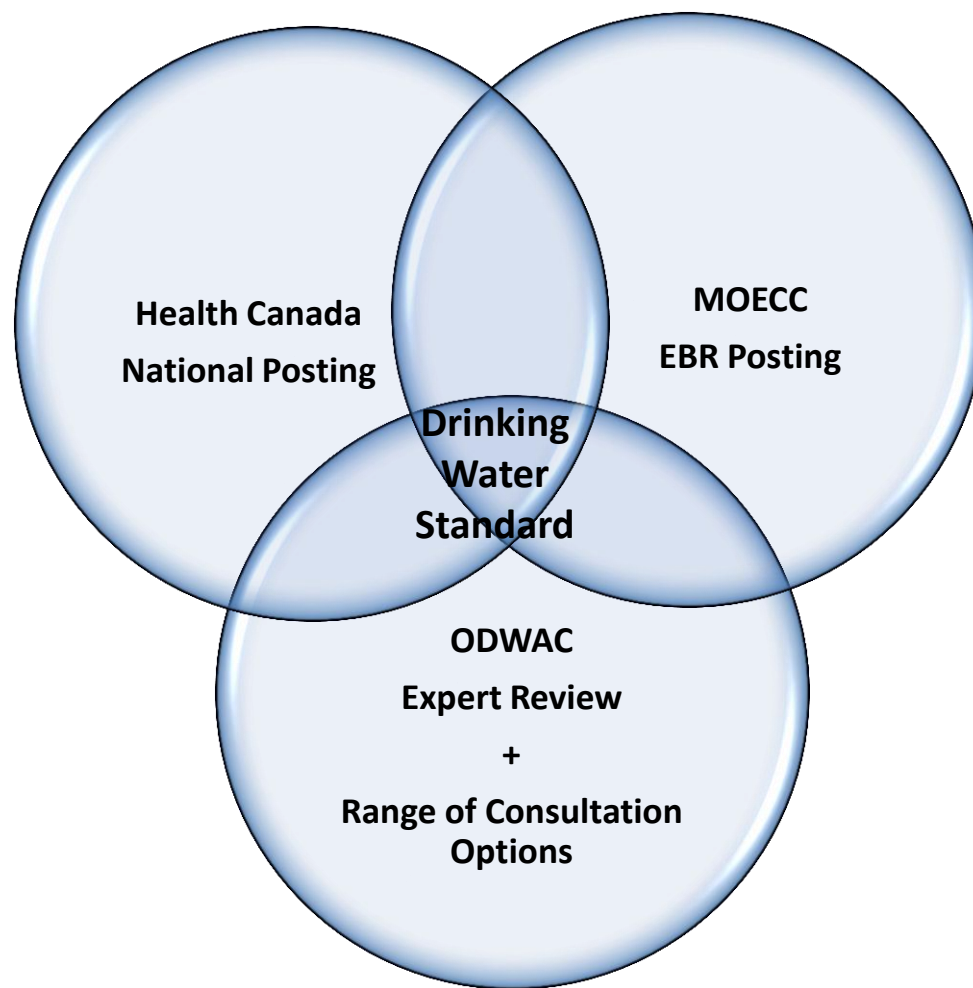 Health Canada
National Posting
MOECC
EBR Posting
Drinking
Water
Standard
ODWAC
Expert Review
+
Range of Consultation
Options